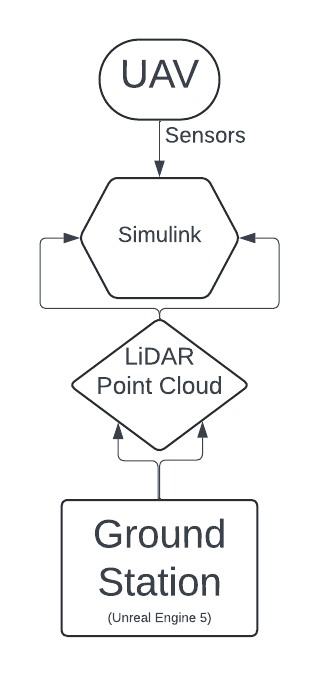 UAV
Sensors
Simulink
LiDAR
Point Cloud
Ground
Station
(Unreal Engine 5)